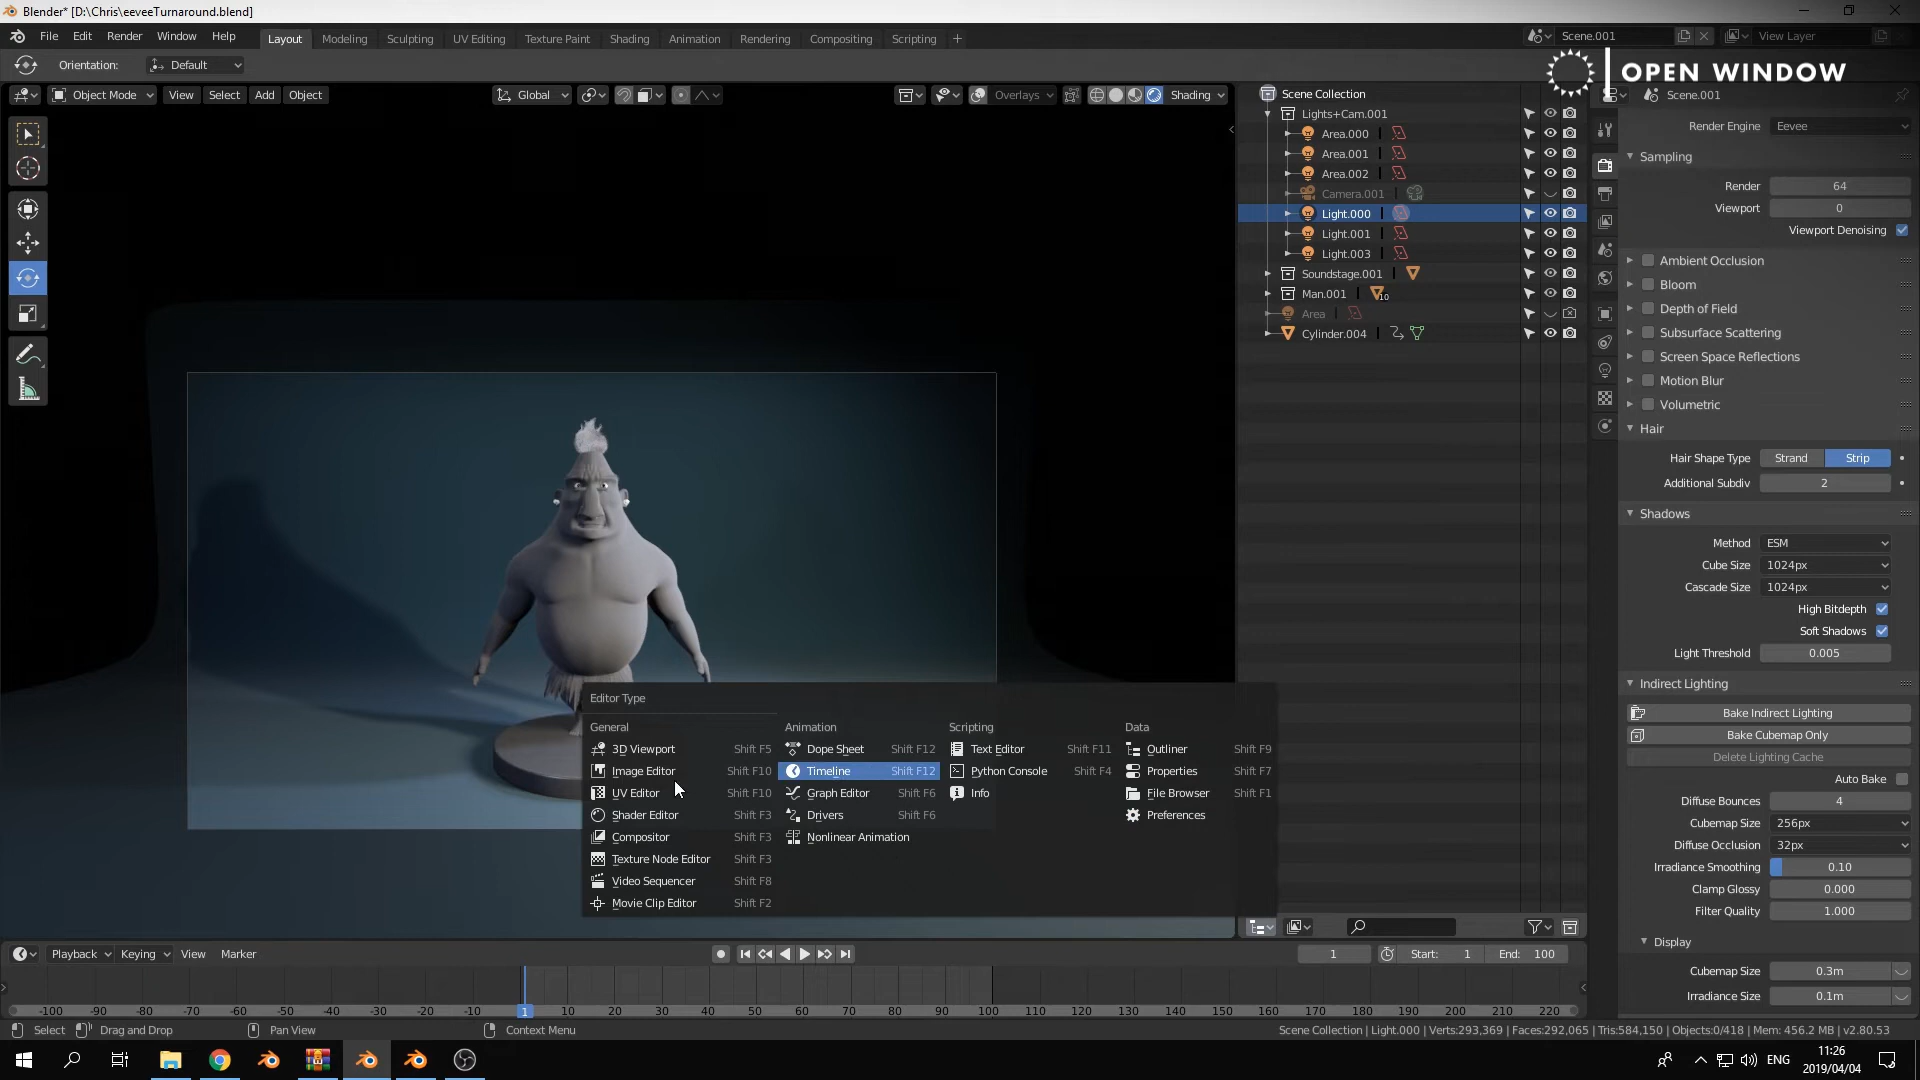 Blender* [D:\Chris\eeveeTurnaround.blend]
File Edit Render Window Help Layout Modeling Sculpting UV Editing Texture Paint Shading Animation Rendering Compositing Scripting + Scene.001 View Layer
Orientation: Default
OPEN WINDOW
Object Mode View Select Add Object Global Overlays Shading
Scene Collection
Lights+Cam.001
Area.000
Area.001
Area.002
Camera.001
Light.000
Light.001
Light.003
Soundstage.001
Man.001 10
Area
Cylinder.004
Scene.001
Render Engine Eevee
Sampling
Render 64
Viewport 0
Viewport Denoising
Ambient Occlusion
Bloom
Depth of Field
Subsurface Scattering
Screen Space Reflections
Motion Blur
Volumetric
Hair
Hair Shape Type Strand Strip
Additional Subdiv 2
Shadows
Method ESM
Cube Size 1024px
Cascade Size 1024px
High Bitdepth
Soft Shadows
Light Threshold 0.005
Indirect Lighting
Bake Indirect Lighting
Bake Cubemap Only
Delete Lighting Cache
Auto Bake
Diffuse Bounces 4
Cubemap Size 256px
Diffuse Occlusion 32px
Irradiance Smoothing 0.10
Clamp Glossy 0.000
Filter Quality 1.000
Display
Cubemap Size 0.3m
Irradiance Size 0.1m
Editor Type
General Animation Scripting Data
3D Viewport Shift F5 Dope Sheet Shift F12 Text Editor Shift F11 Outliner Shift F9
Image Editor Shift F10 Timeline Shift F12 Python Console Shift F4 Properties Shift F7
UV Editor Shift F10 Graph Editor Shift F6 Info File Browser Shift F1
Shader Editor Shift F3 Drivers Shift F6 Preferences
Compositor Shift F3 Nonlinear Animation
Texture Node Editor Shift F3
Video Sequencer Shift F8
Movie Clip Editor Shift F2
Playback Keying View Marker 1 Start: 1 End: 100
-100 -90 -80 -70 -60 -50 -40 -30 -20 -10 1 10 20 30 40 50 60 70 80 90 100 110 120 130 140 150 160 170 180 190 200 210 220
Select Drag and Drop Pan View Context Menu Scene Collection | Light.000 | Verts:293,369 | Faces:292,065 | Tris:584,150 | Objects:0/418 | Mem: 456.2 MB | v2.80.53
ENG 11:26
2019/04/04